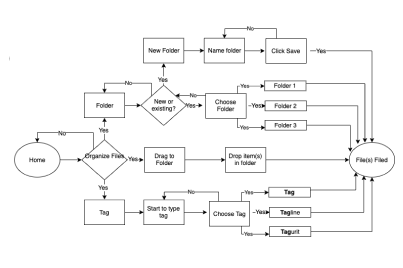 No
New Folder
Name folder
Click Save
Yes
Yes
No
No
Folder
Yes
New or
existing?
Yes
Choose
Folder
Yes
Folder 1
Yes
Folder 2
Yes
Folder 3
Yes
No
Home
Organize Files
Yes
Drag to
Folder
Drop item(s)
in folder
File(s) Filed
Yes
No
Tag
Start to type
tag
Choose Tag
Yes
Tag
Yes
Tagline
Yes
Tagurit